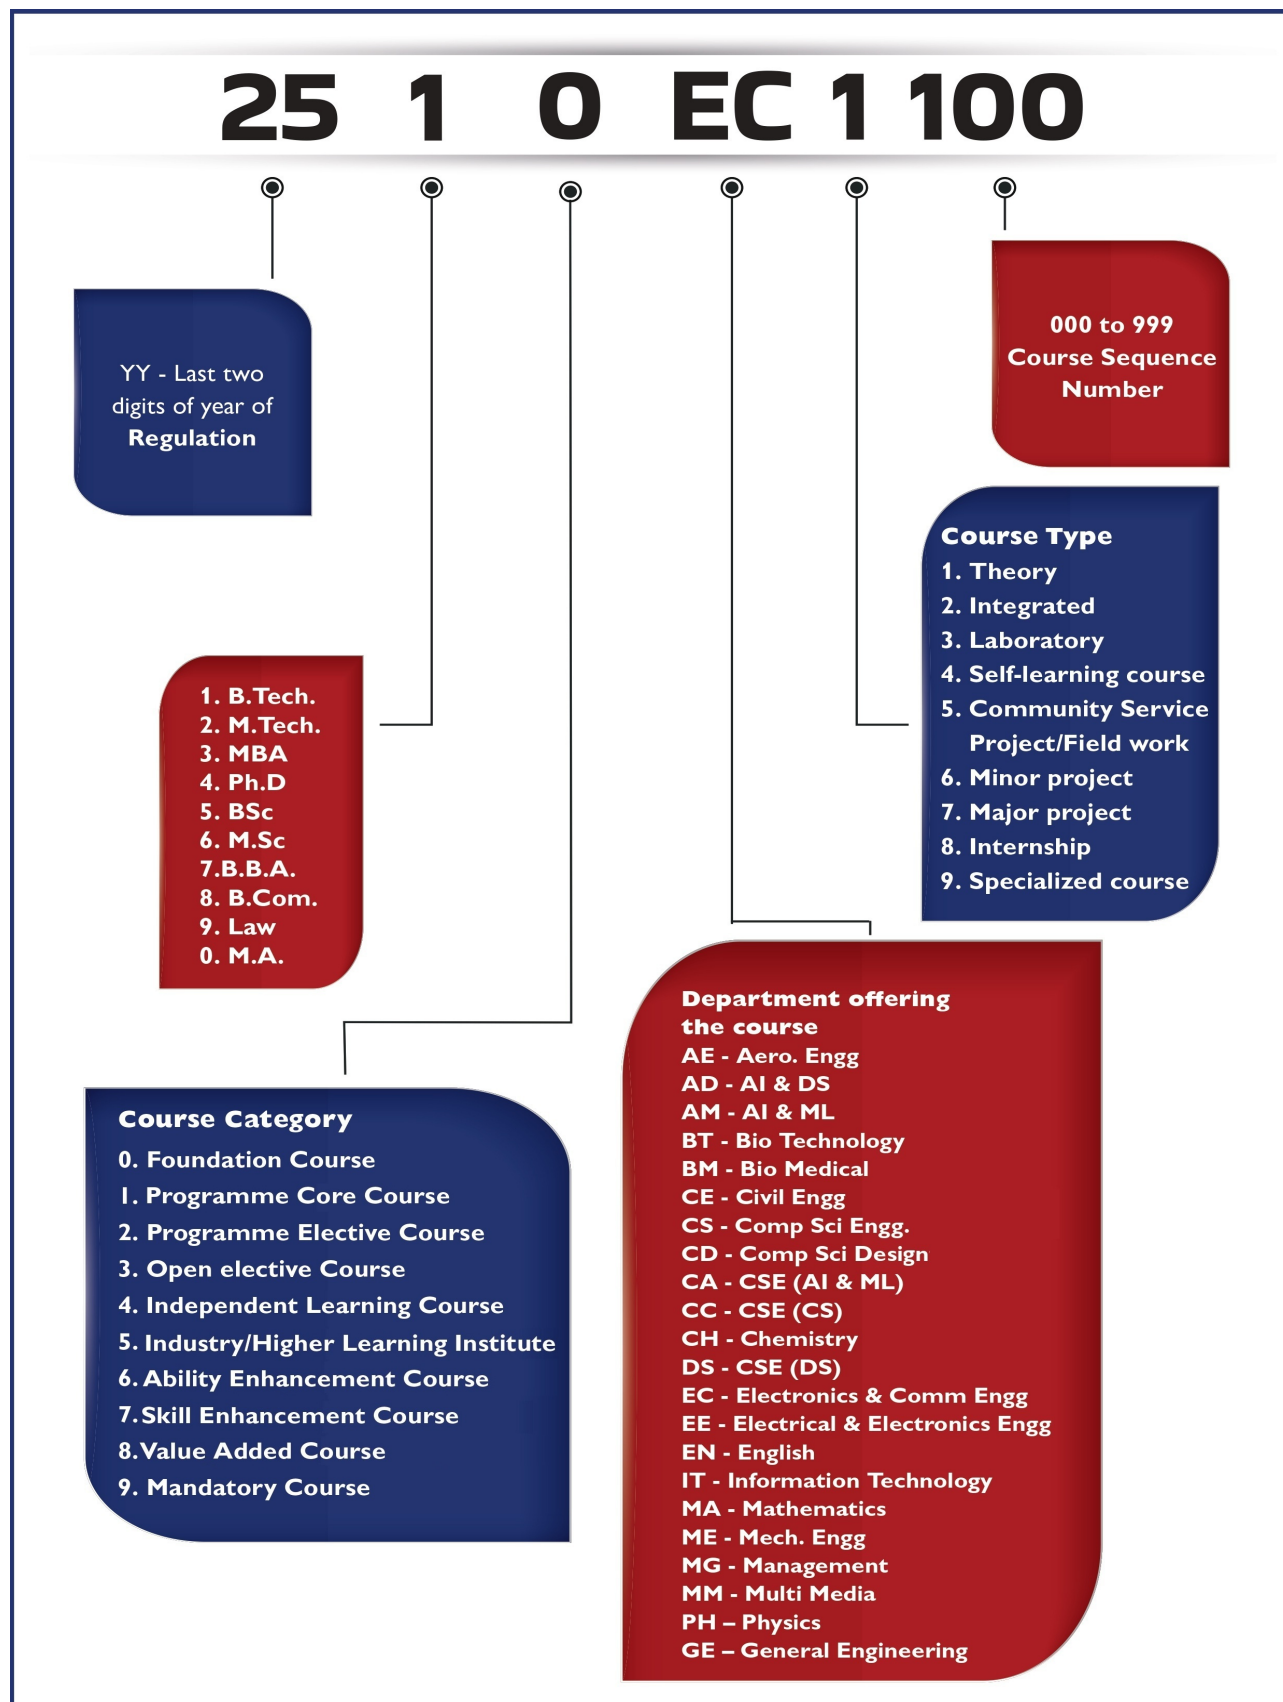 25 1 0 EC 1 100
YY - Last two
digits of year of
Regulation
000 to 999
Course Sequence
Number
Course Type
1. Theory
2. Integrated
3. Laboratory
4. Self-learning course
5. Community Service
Project/Field work
6. Minor project
7. Major project
8. Internship
9. Specialized course
1. B.Tech.
2. M.Tech.
3. MBA
4. Ph.D
5. BSc
6. M.Sc
7.B.B.A.
8. B.Com.
9. Law
0. M.A.
Course Category
0. Foundation Course
1. Programme Core Course
2. Programme Elective Course
3. Open elective Course
4. Independent Learning Course
5. Industry/Higher Learning Institute
6. Ability Enhancement Course
7. Skill Enhancement Course
8. Value Added Course
9. Mandatory Course
Department offering
the course
AE - Aero. Engg
AD - AI & DS
AM - AI & ML
BT - Bio Technology
BM - Bio Medical
CE - Civil Engg
CS - Comp Sci Engg.
CD - Comp Sci Design
CA - CSE (AI & ML)
CC - CSE (CS)
CH - Chemistry
DS - CSE (DS)
EC - Electronics & Comm Engg
EE - Electrical & Electronics Engg
EN - English
IT - Information Technology
MA - Mathematics
ME - Mech. Engg
MG - Management
MM - Multi Media
PH – Physics
GE – General Engineering